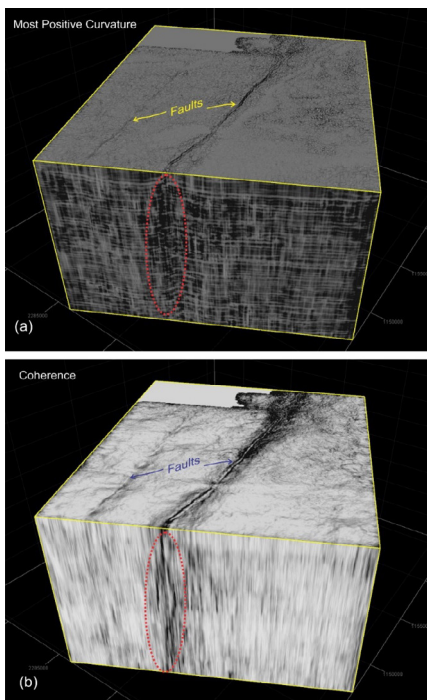 Most Positive Curvature
Faults
(a)
Coherence
Faults
(b)